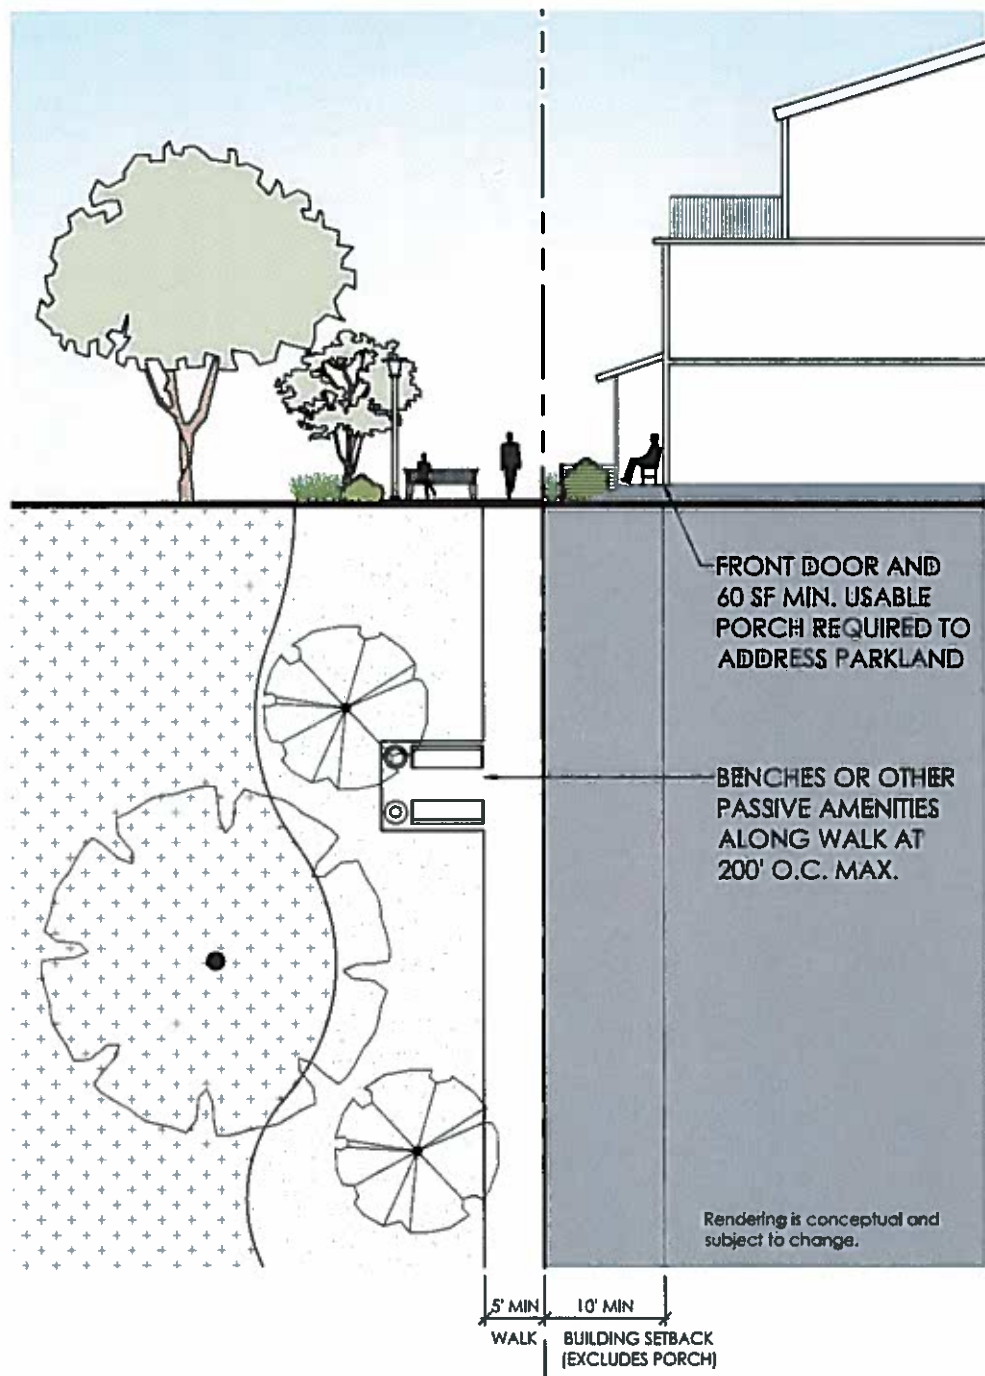 FRONT DOOR AND
60 SF MIN. USABLE
PORCH REQUIRED TO
ADDRESS PARKLAND
BENCHES OR OTHER
PASSIVE AMENITIES
ALONG WALK AT
200' O.C. MAX.
Rendering is conceptual and
subject to change.
5' MIN 10' MIN
WALK BUILDING SETBACK
(EXCLUDES PORCH)